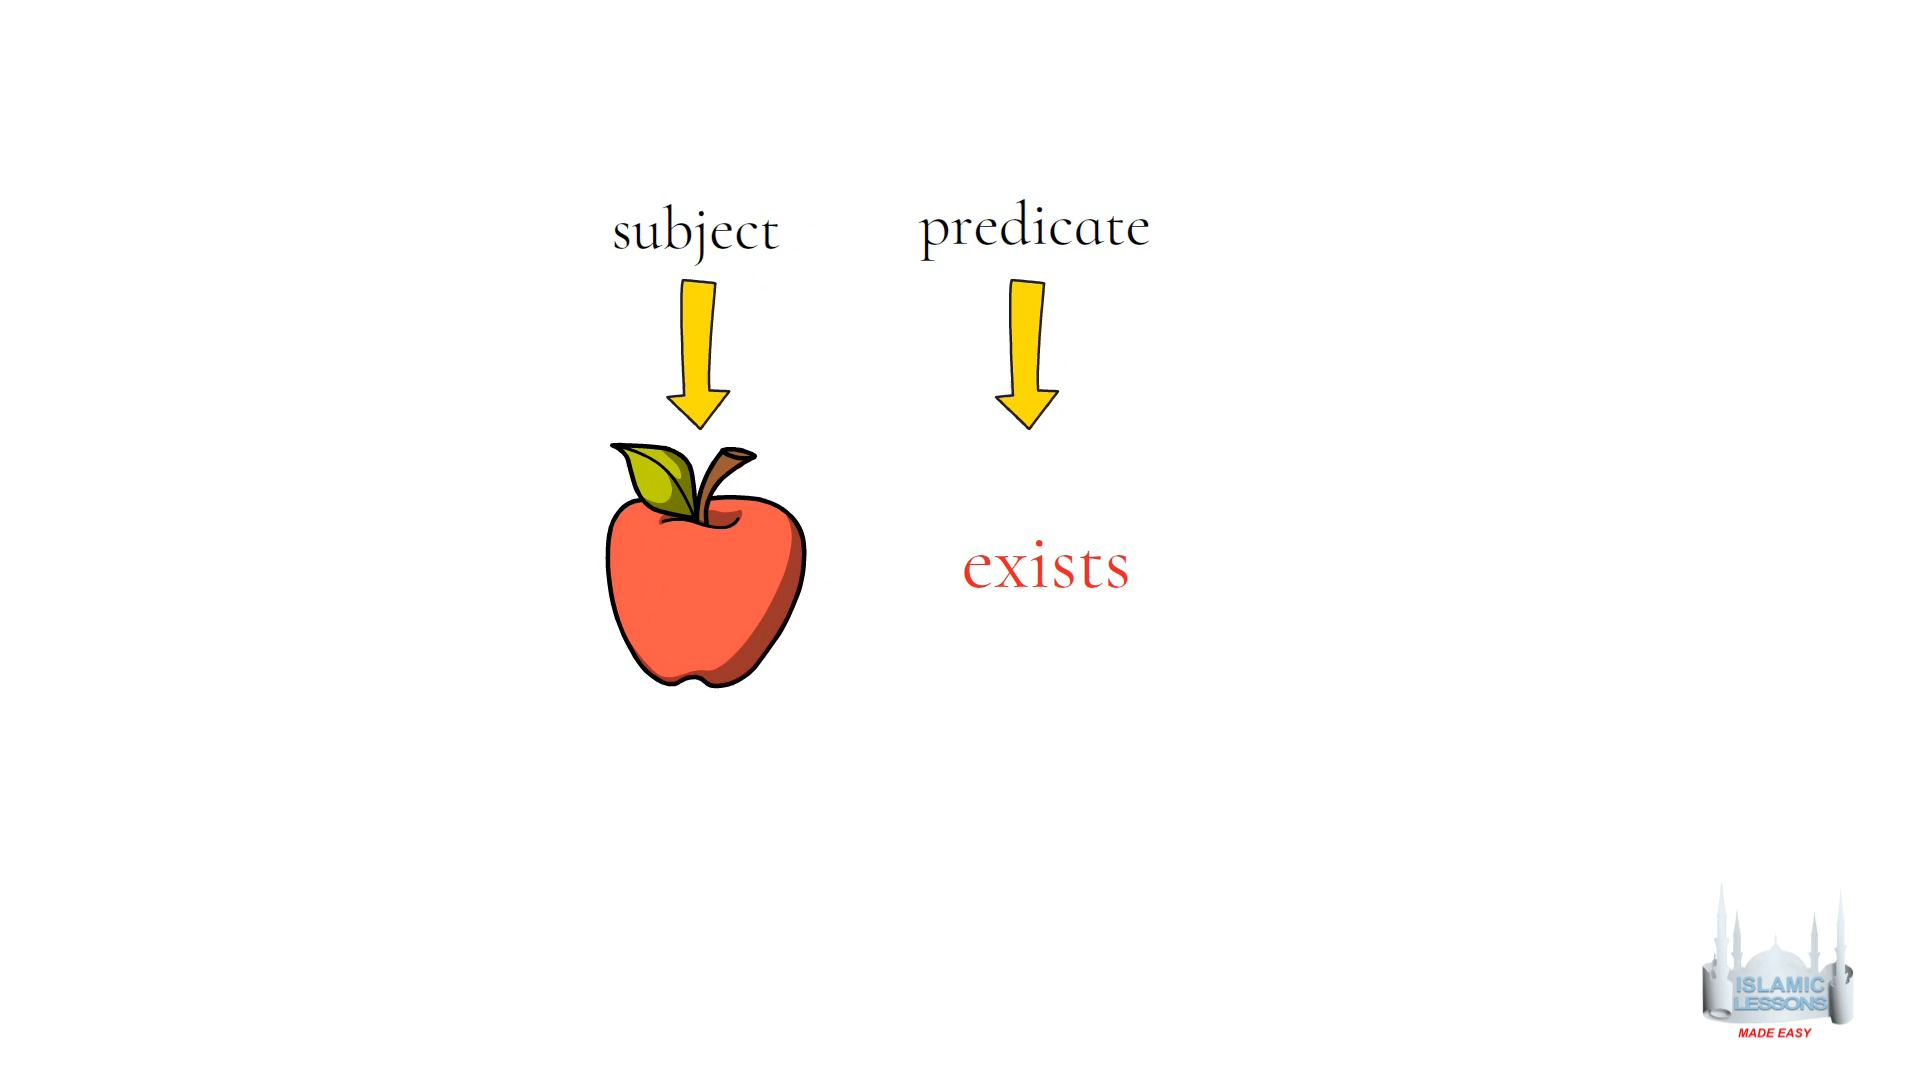 subject
predicate
exists
ISLAMIC
LESSONS
MADE EASY